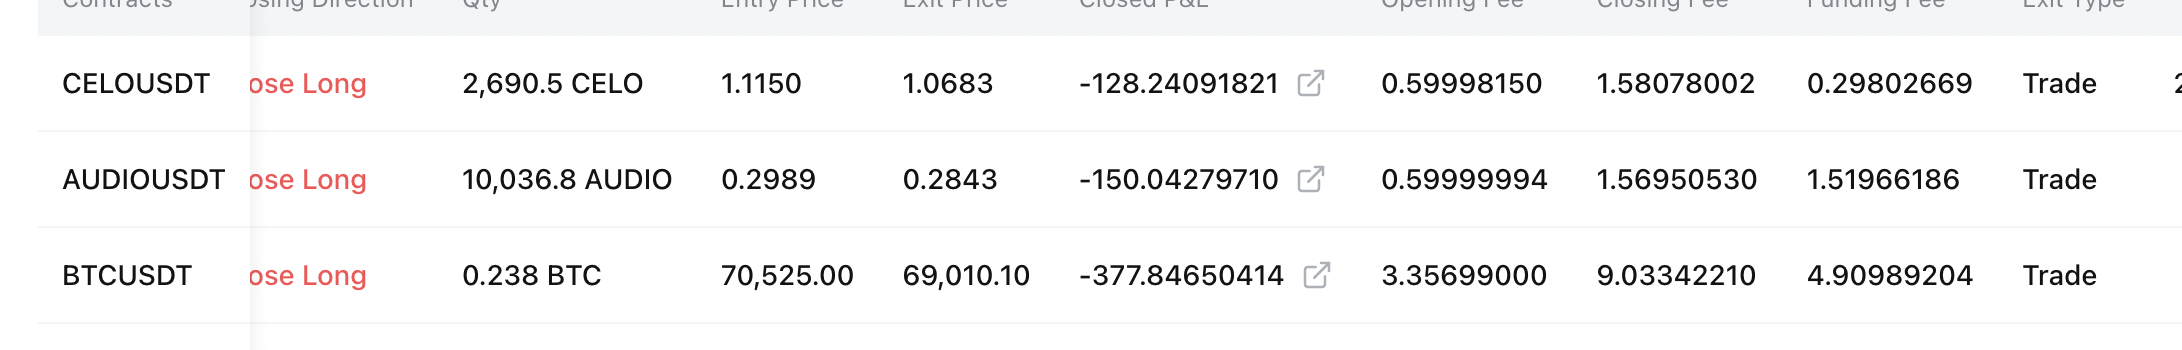 Contracts osing Direction Qty Entry Price Exit Price Closed P&L Opening Fee Closing Fee Funding Fee Exit Type
CELOUSDT ose Long 2,690.5 CELO 1.1150 1.0683 -128.24091821 0.59998150 1.58078002 0.29802669 Trade 2
AUDIOUSDT ose Long 10,036.8 AUDIO 0.2989 0.2843 -150.04279710 0.59999994 1.56950530 1.51966186 Trade
BTCUSDT ose Long 0.238 BTC 70,525.00 69,010.10 -377.84650414 3.35699000 9.03342210 4.90989204 Trade